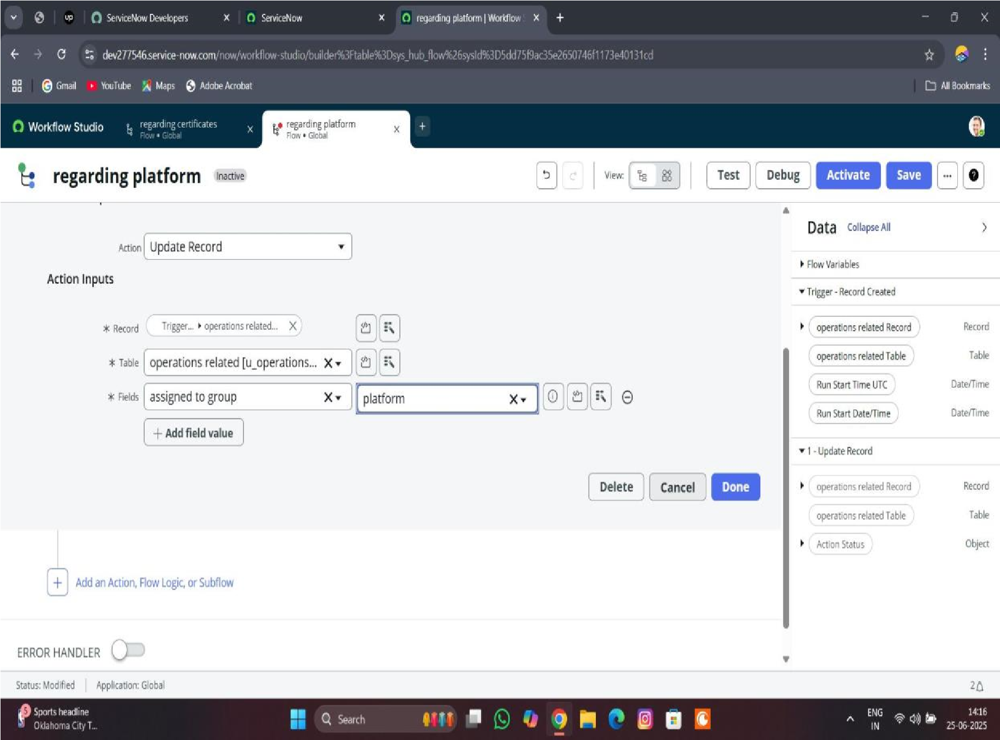 up
ServiceNow Developers
ServiceNow
regarding platform | Workflow S
dev277546.service-now.com/now/workflow-studio/builder%3Ftable%3Dsys_hub_flow%26sysId%3D5dd75f9ac35e2650746f1173e40131cd
Gmail
YouTube
Maps
Adobe Acrobat
All Bookmarks
Workflow Studio
regarding certificates
Flow • Global
regarding platform
Flow • Global
regarding platform
Inactive
View:
Test
Debug
Activate
Save
Action
Update Record
Action Inputs
* Record
Trigger... ▸ operations related...
* Table
operations related [u_operations...
* Fields
assigned to group
platform
+ Add field value
Delete
Cancel
Done
Add an Action, Flow Logic, or Subflow
ERROR HANDLER
Data
Collapse All
Flow Variables
Trigger - Record Created
operations related Record
Record
operations related Table
Table
Run Start Time UTC
Date/Time
Run Start Date/Time
Date/Time
1 - Update Record
operations related Record
Record
operations related Table
Table
Action Status
Object
Status: Modified
Application: Global
2
5
Sports headline
Oklahoma City T...
Search
ENG
IN
14:16
25-06-2025